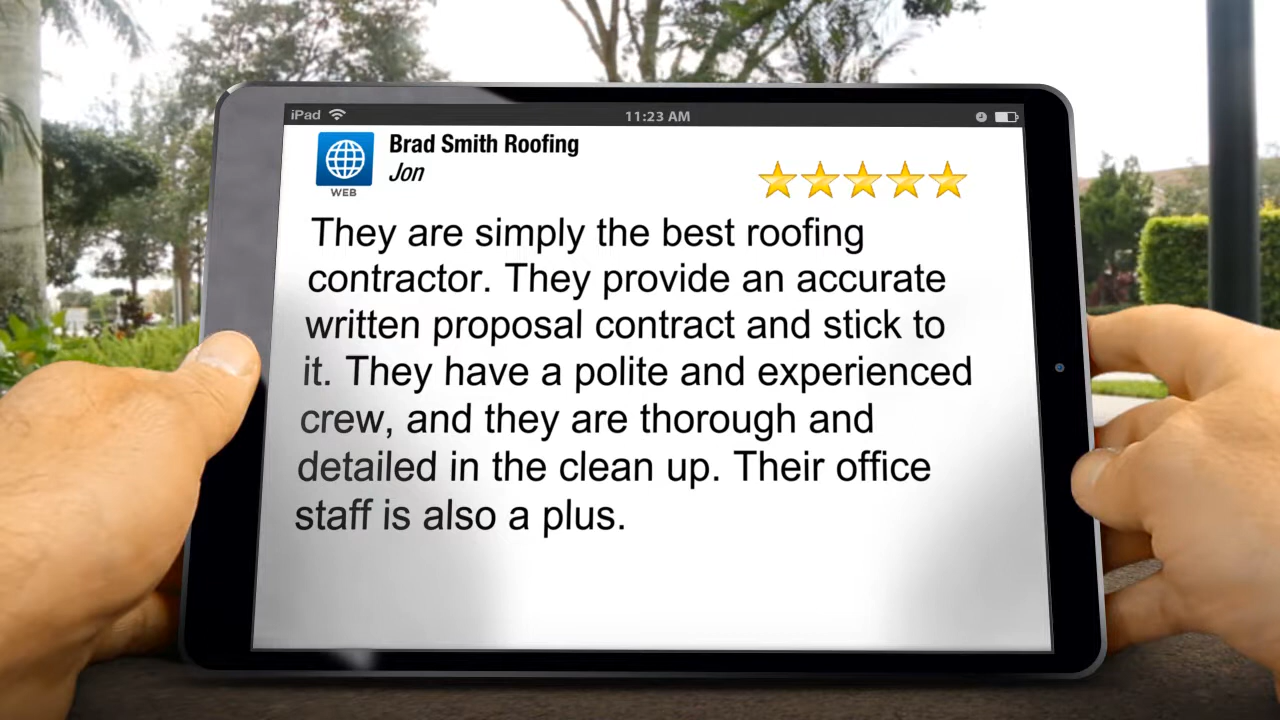 iPad 11:23 AM
Brad Smith Roofing
Jon
WEB
They are simply the best roofing
contractor. They provide an accurate
written proposal contract and stick to
it. They have a polite and experienced
crew, and they are thorough and
detailed in the clean up. Their office
staff is also a plus.